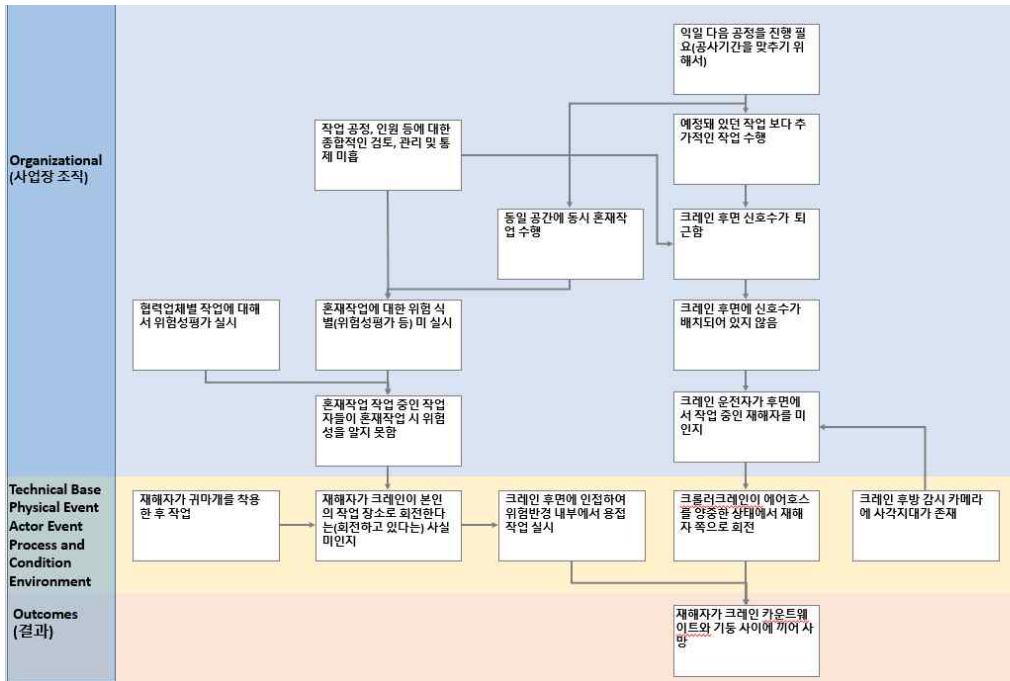 Organizational
(사업장 조직)
익일 다음 공정을 진행 필
요(공사기간을 맞추기 위
해서)
작업 공정, 인원 등에 대한
종합적인 검토, 관리 및 통
제 미흡
예정돼 있던 작업 보다 추
가적인 작업 수행
동일 공간에 동시 혼재작
업 수행
크레인 후면 신호수가 퇴
근함
협력업체별 작업에 대해
서 위험성평가 실시
혼재작업에 대한 위험 식
별(위험성평가 등) 미 실시
크레인 후면에 신호수가
배치되어 있지 않음
혼재작업 작업 중인 작업
자들이 혼재작업 시 위험
성을 알지 못함
크레인 운전자가 후면에
서 작업 중인 재해자를 미
인지
Technical Base
Physical Event
Actor Event
Process and
Condition
Environment
재해자가 귀마개를 착용
한 후 작업
재해자가 크레인이 본인
의 작업 장소로 회전한다
는(회전하고 있다는) 사실
미인지
크레인 후면에 인접하여
위험반경 내부에서 용접
작업 실시
크롤러크레인이 에어호스
를 양중한 상태에서 재해
자 쪽으로 회전
크레인 후방 감시 카메라
에 사각지대가 존재
Outcomes
(결과)
재해자가 크레인 카운트웨
이트와 기둥 사이에 끼어 사
망